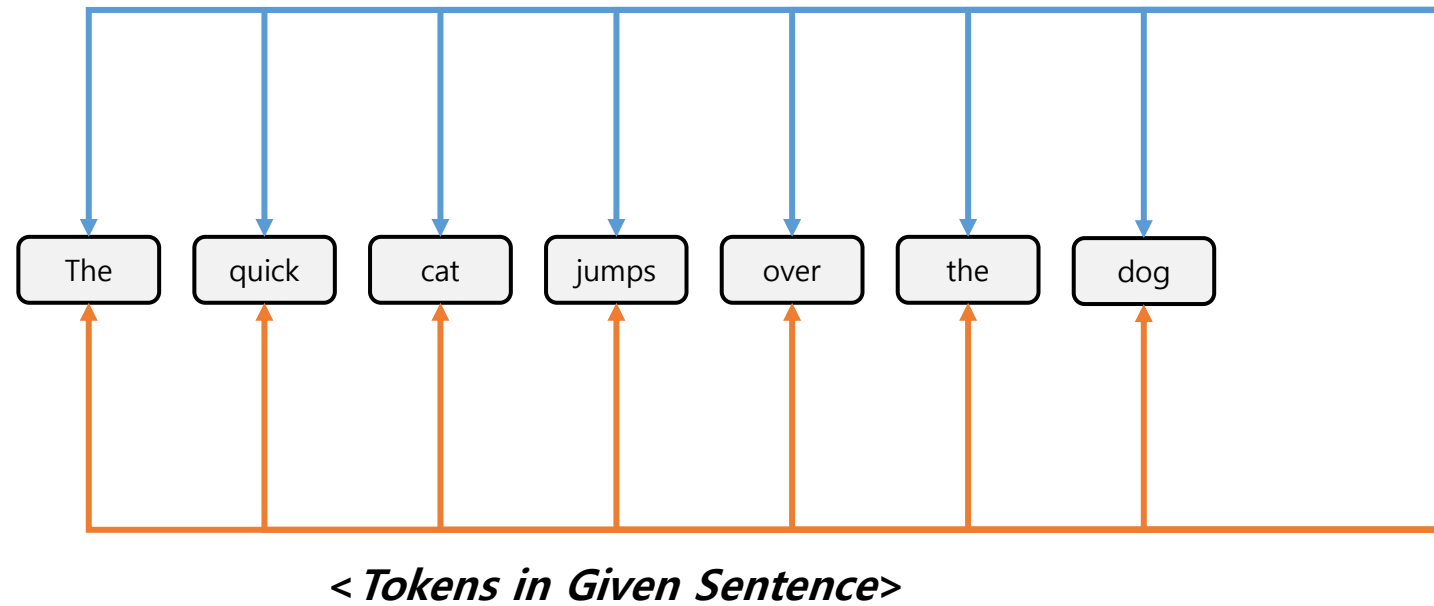 The quick cat jumps over the dog
<Tokens in Given Sentence>